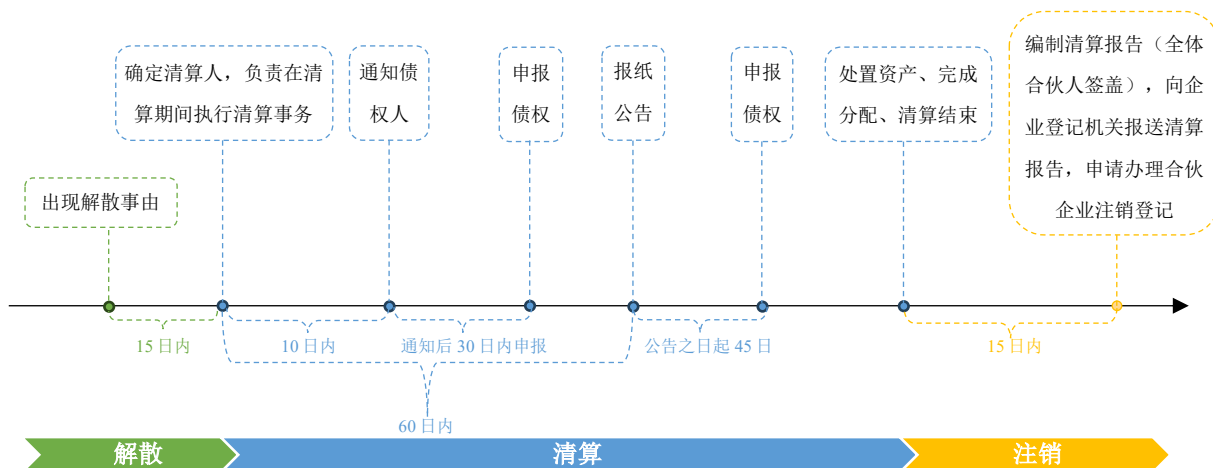 确定清算人，负责在清
算期间执行清算事务
通知债
权人
申报
债权
报纸
公告
申报
债权
处置资产、完成
分配、清算结束
编制清算报告（全体
合伙人签盖），向企
业登记机关报送清算
报告，申请办理合伙
企业注销登记
出现解散事由
15日内
10日内
通知后30日内申报
公告之日起45日
15日内
60日内
解散
清算
注销